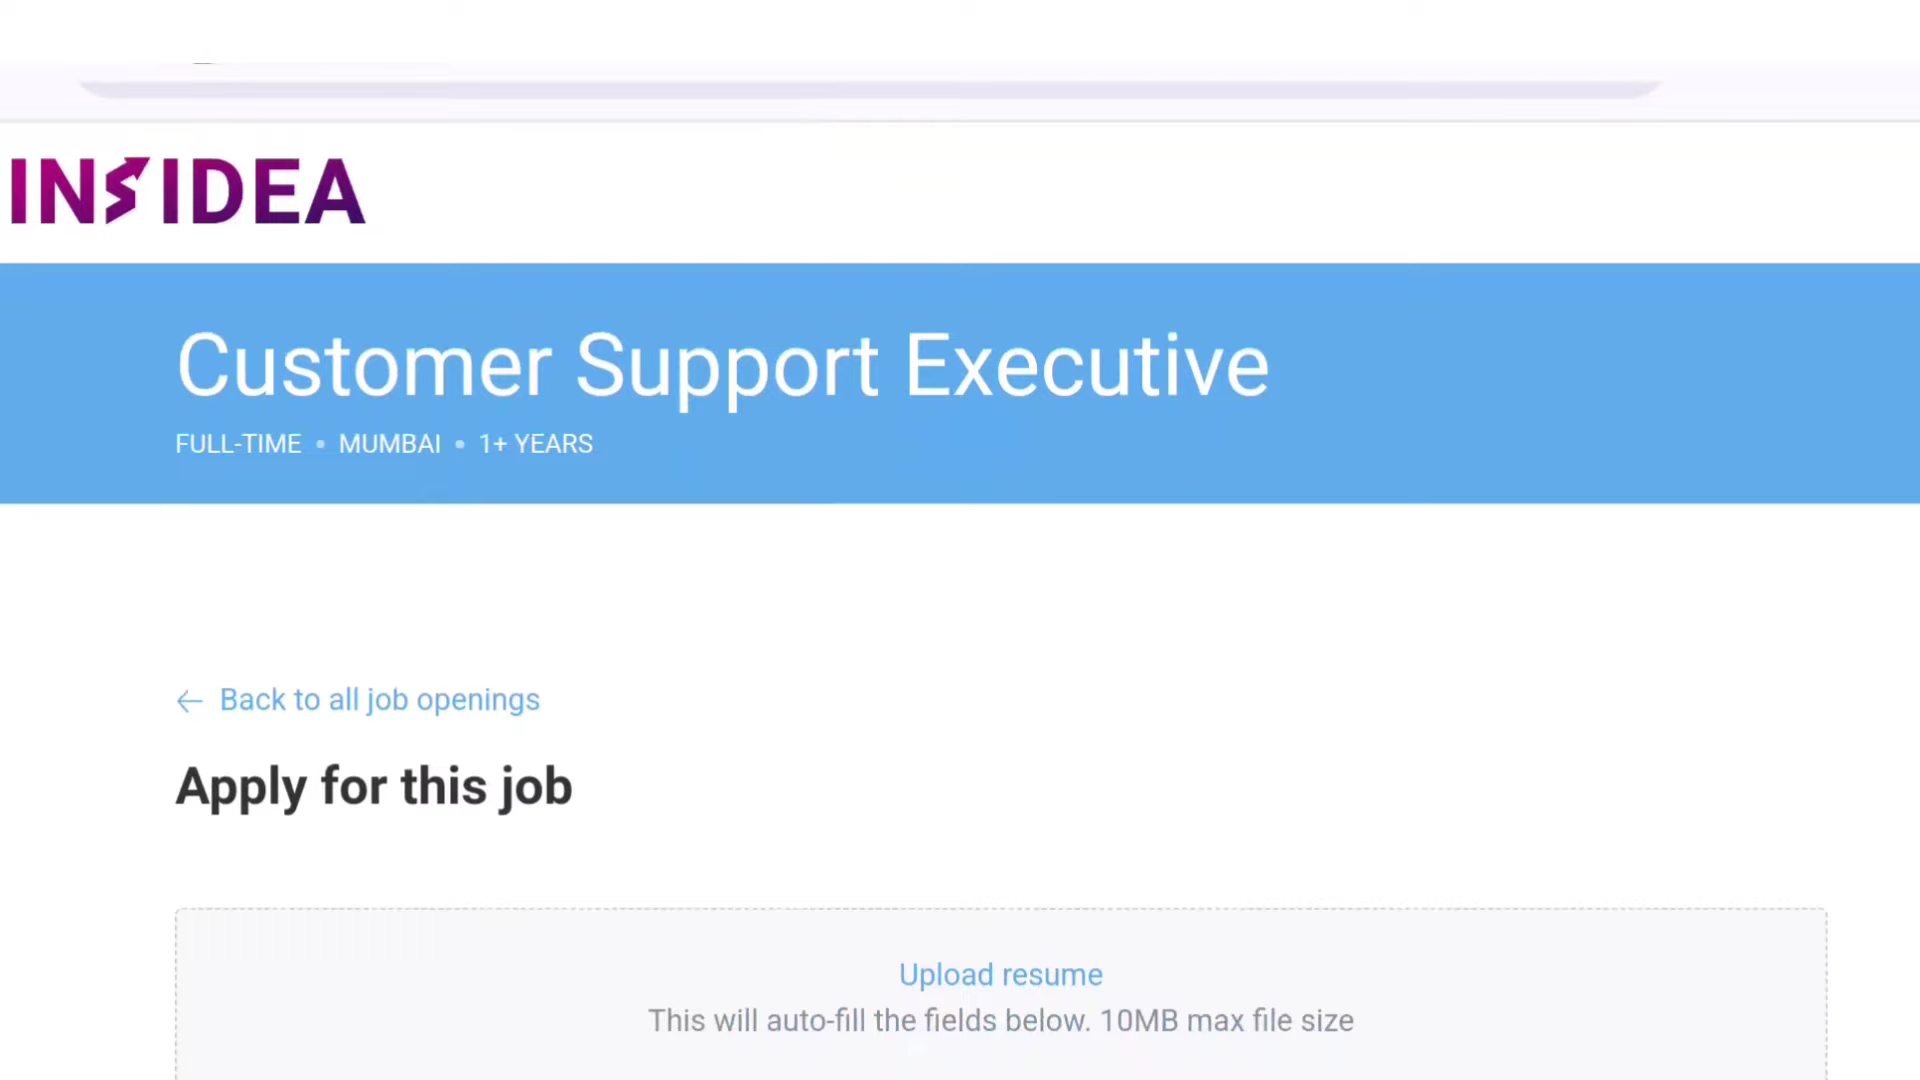 INSIDEA
Customer Support Executive
FULL-TIME • MUMBAI • 1+ YEARS
← Back to all job openings
Apply for this job
Upload resume
This will auto-fill the fields below. 10MB max file size